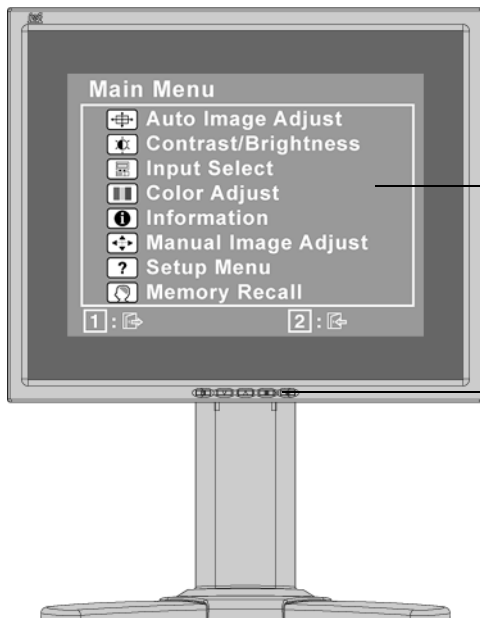 Main Menu
Auto Image Adjust
Contrast/Brightness
Input Select
Color Adjust
Information
Manual Image Adjust
? Setup Menu
Memory Recall
1 : 2 :